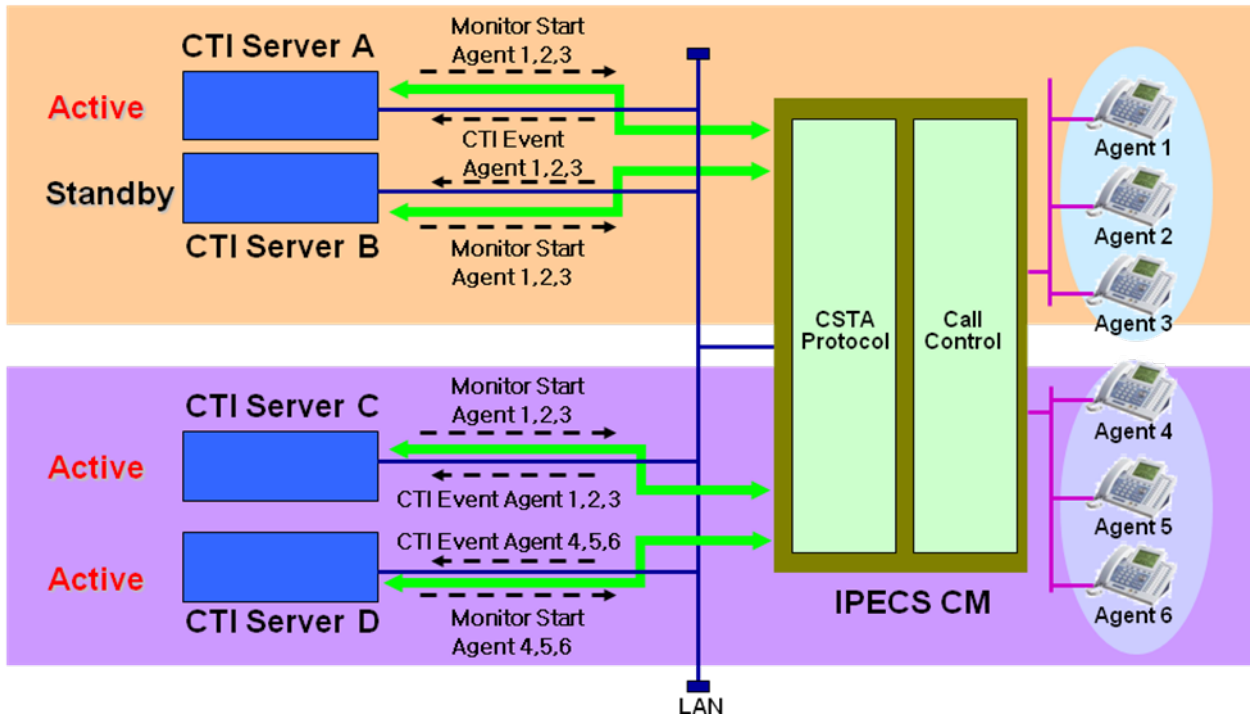 CTI Server A
Active
Monitor Start
Agent 1,2,3
CTI Event
Agent 1,2,3
Standby
CTI Server B
Monitor Start
Agent 1,2,3
CTI Server C
Active
Monitor Start
Agent 1,2,3
CTI Event Agent 1,2,3
CTI Event Agent 4,5,6
Active
CTI Server D
Monitor Start
Agent 4,5,6
LAN
CSTA
Protocol
Call
Control
IPECS CM
Agent 1
Agent 2
Agent 3
Agent 4
Agent 5
Agent 6